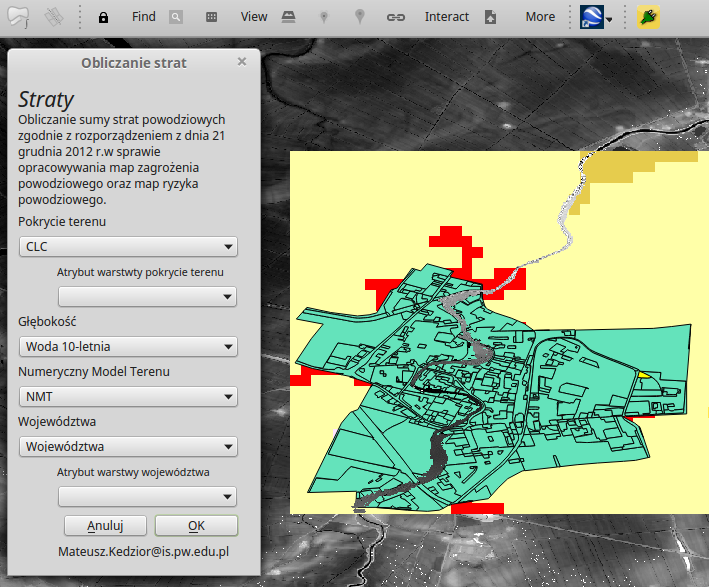 Find
View
Interact
More
Obliczanie strat
Straty
Obliczanie sumy strat powodziowych
zgodnie z rozporządzeniem z dnia 21
grudnia 2012 r.w sprawie
opracowywania map zagrożenia
powodziowego oraz map ryzyka
powodziowego.
Pokrycie terenu
CLC
Atrybut warstwty pokrycie terenu
Głębokość
Woda 10-letnia
Numeryczny Model Terenu
NMT
Województwa
Województwa
Atrybut warstwy województwa
Anuluj
OK
Mateusz.Kedzior@is.pw.edu.pl